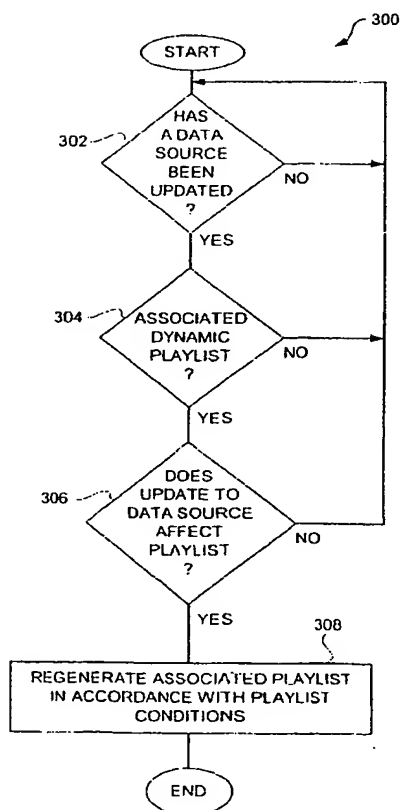 300
START
302
HAS
A DATA
SOURCE
BEEN
UPDATED
?
NO
YES
304
ASSOCIATED
DYNAMIC
PLAYLIST
?
NO
YES
306
DOES
UPDATE TO
DATA SOURCE
AFFECT
PLAYLIST
?
NO
YES
308
REGENERATE ASSOCIATED PLAYLIST
IN ACCORDANCE WITH PLAYLIST
CONDITIONS
END